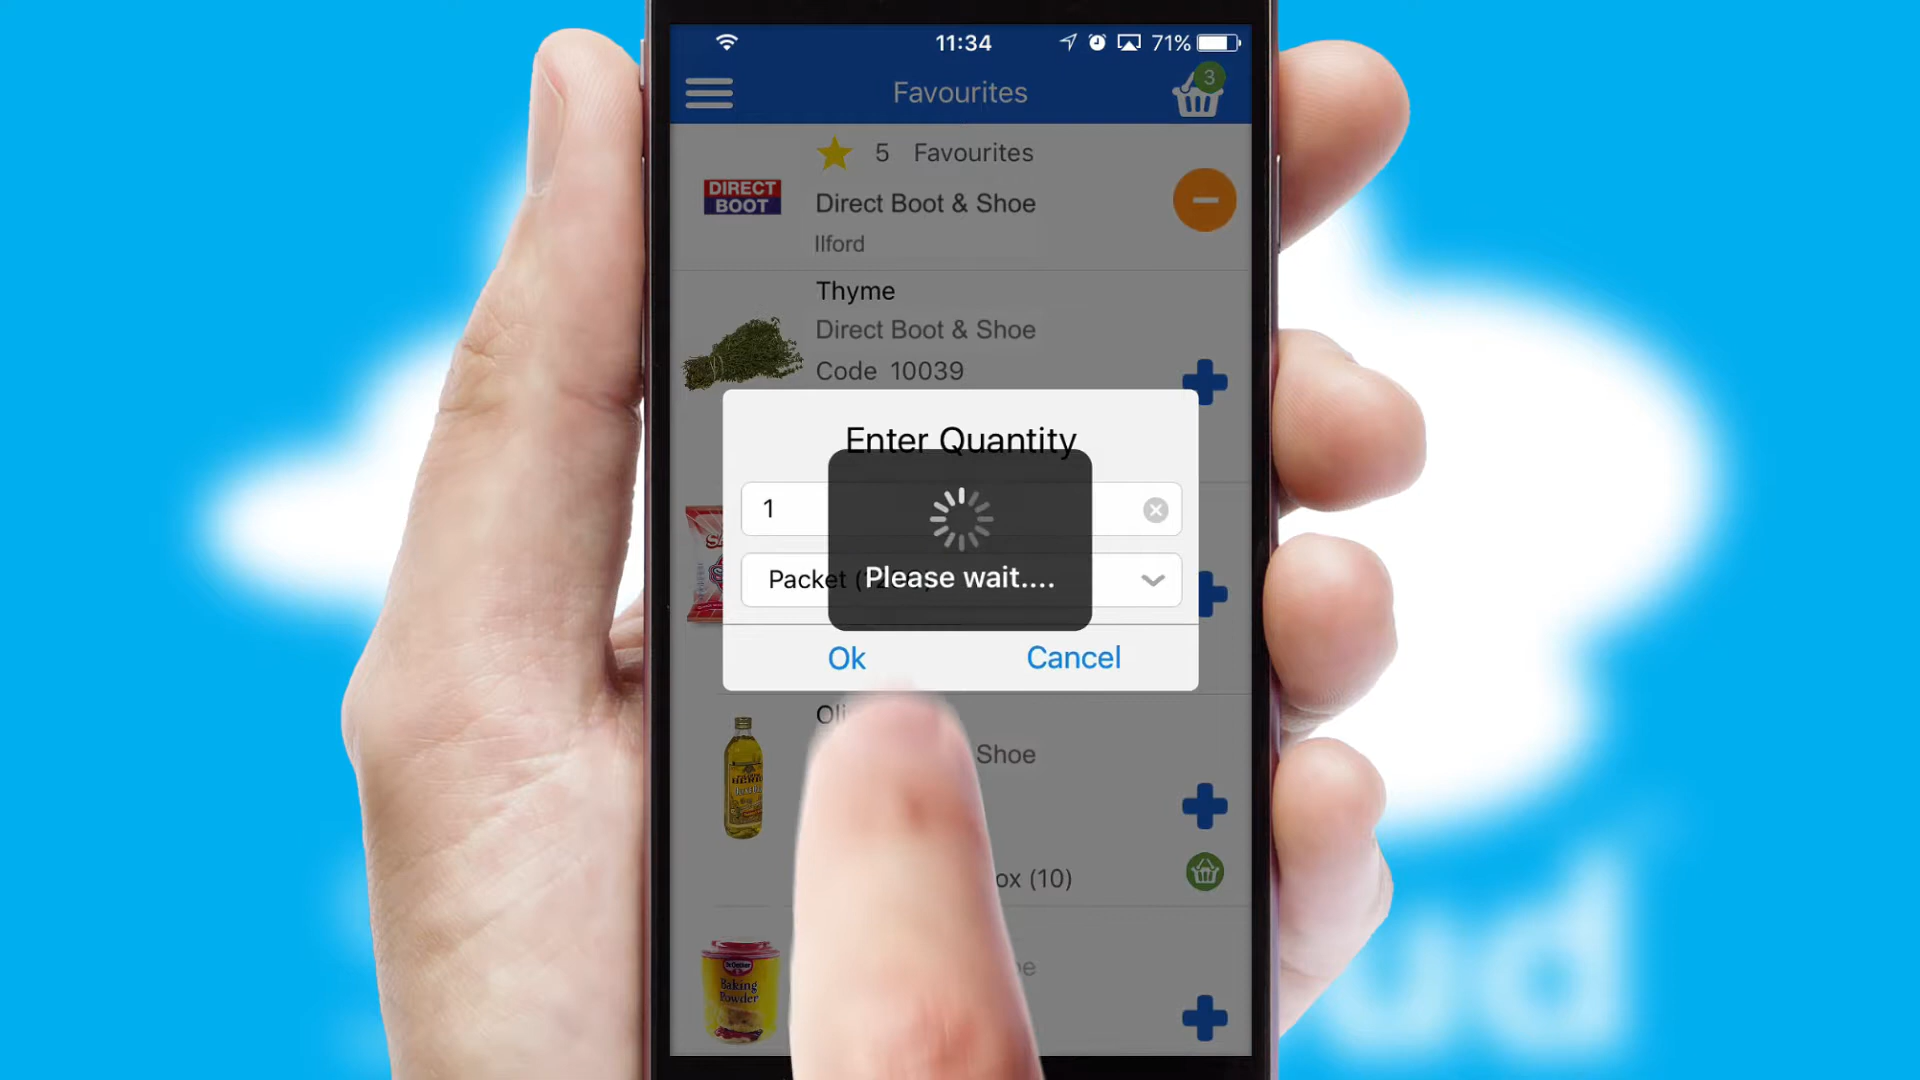 11:34
71%
Favourites
3
5 Favourites
DIRECT
BOOT
Direct Boot & Shoe
Ilford
Thyme
Direct Boot & Shoe
Code 10039
Enter Quantity
1
Packet
Please wait....
Ok
Cancel
Shoe
ox (10)
Baking
Powder
ud